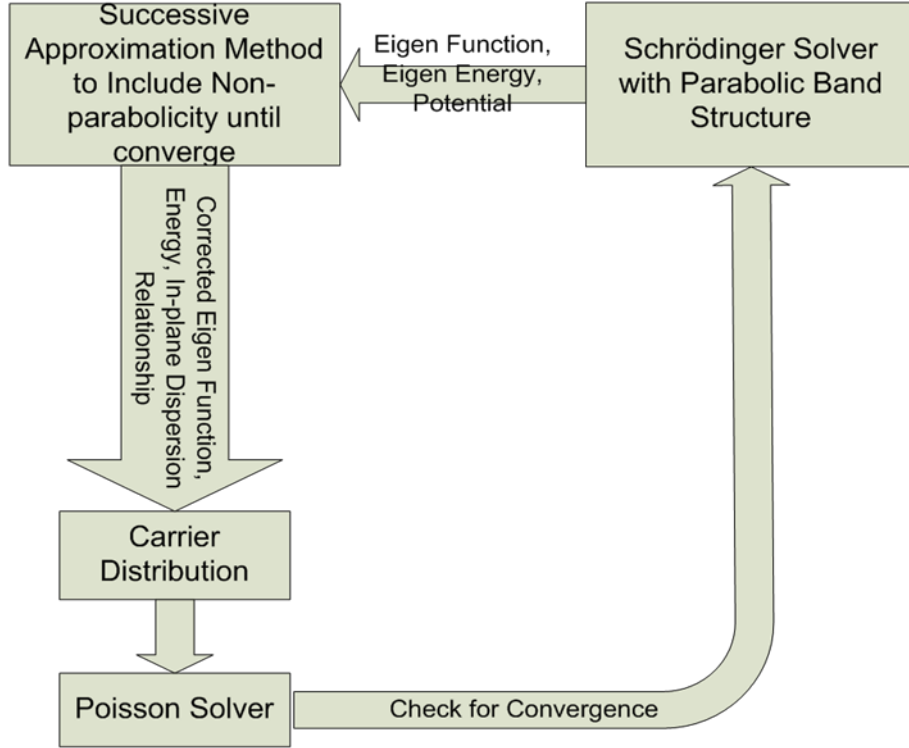 Successive
Approximation Method
to Include Non-
parabolicity until
converge
Eigen Function,
Eigen Energy,
Potential
Schrödinger Solver
with Parabolic Band
Structure
Corrected Eigen Function,
Energy, In-plane Dispersion
Relationship
Carrier
Distribution
Poisson Solver
Check for Convergence